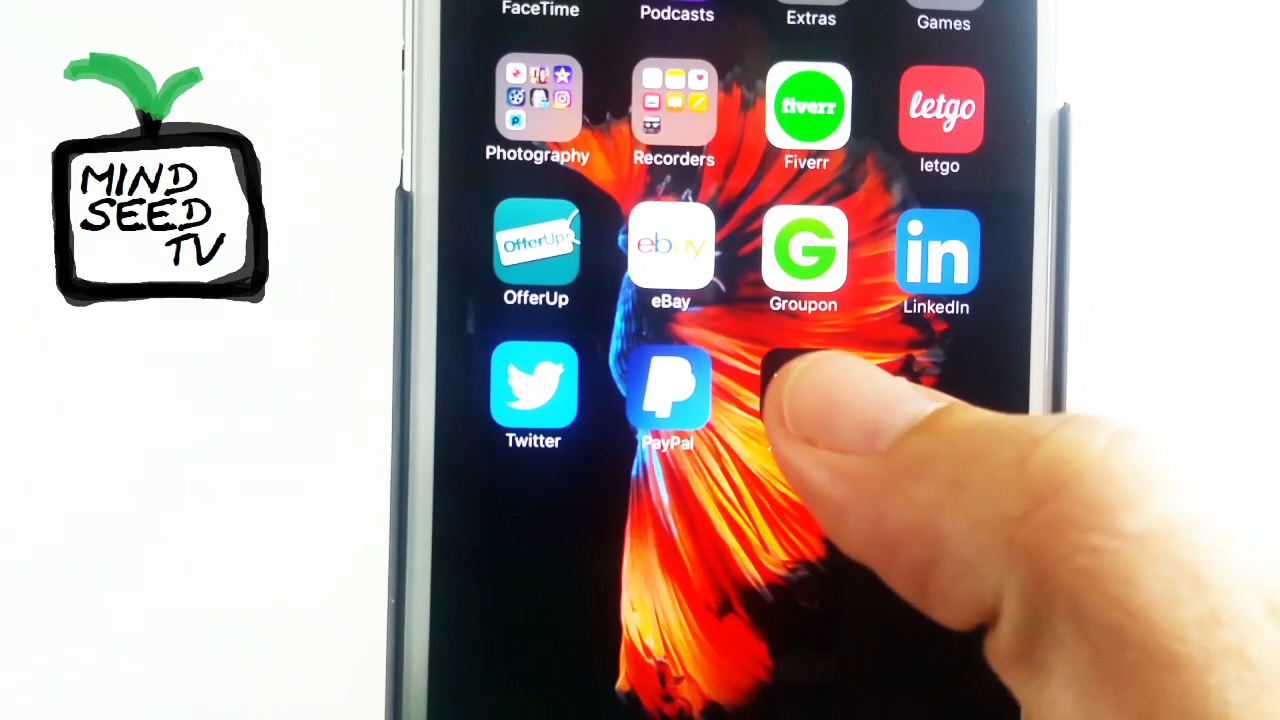 FaceTime Podcasts Extras Games
MIND
SEED
TV
fiverr letgo
Photography Recorders Fiverr letgo
OfferUp ebay G in
OfferUp eBay Groupon LinkedIn
Twitter PayPal